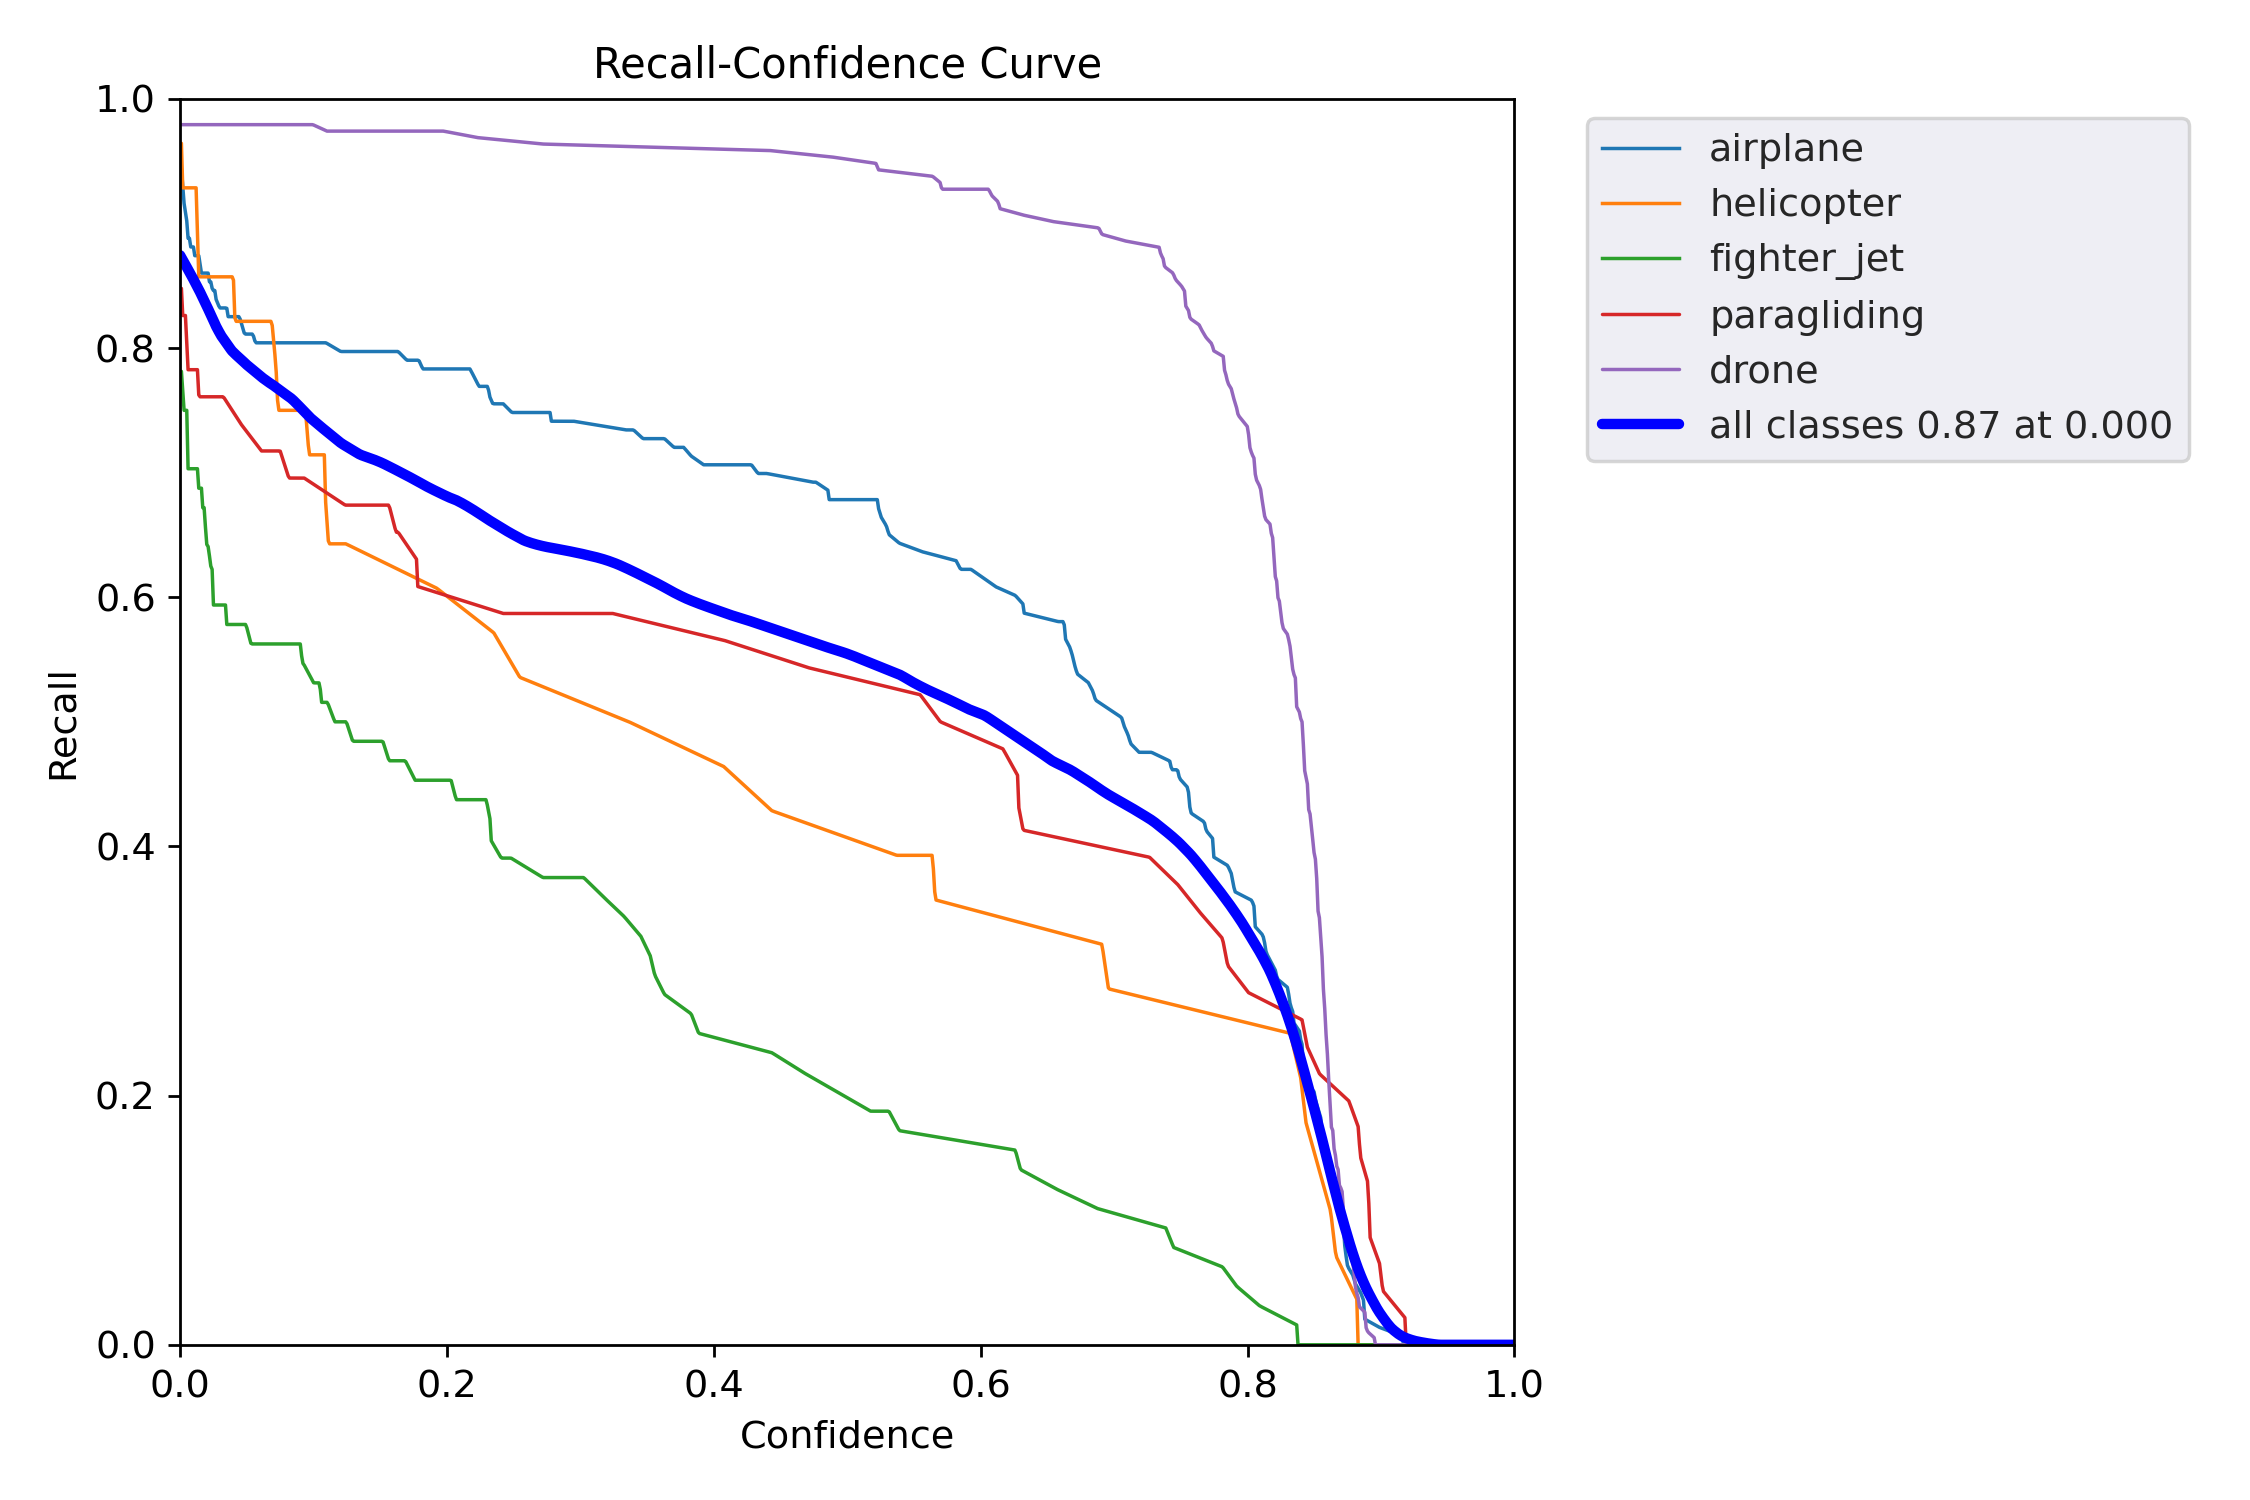 Recall-Confidence Curve
1.0
0.8
0.6
0.4
0.2
0.0
Recall
0.0 0.2 0.4 0.6 0.8 1.0
Confidence
airplane
helicopter
fighter_jet
paragliding
drone
all classes 0.87 at 0.000